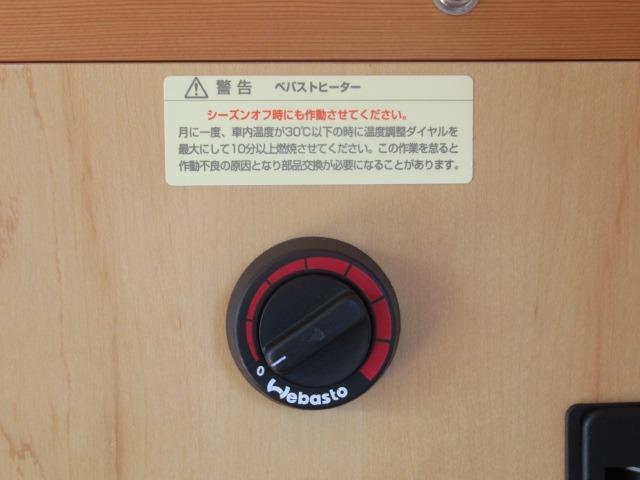 警告 べバストヒーター
シーズンオフ時にも作動させてください。
月に一度、車内温度が30℃以下の時に温度調整ダイヤルを
最大にして10分以上燃焼させてください。この作業を怠ると
作動不良の原因となり部品交換が必要になることがあります。
0
Webasto